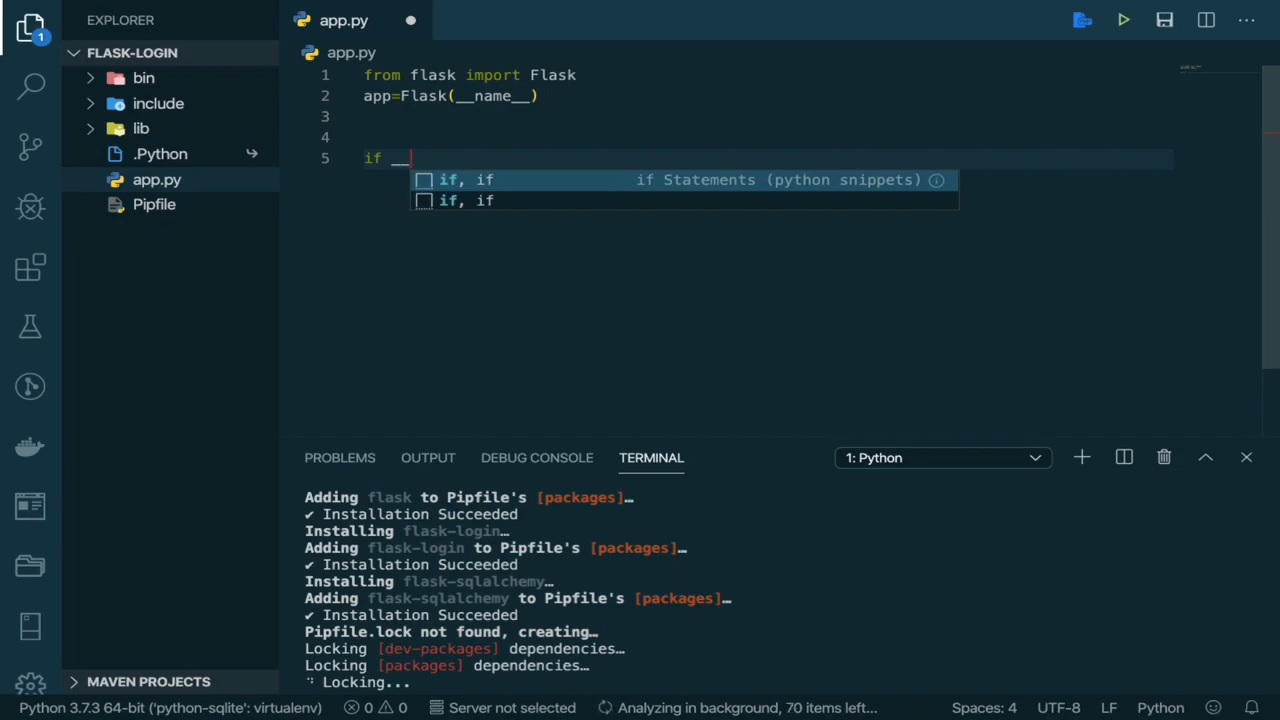 EXPLORER
1
FLASK-LOGIN
bin
include
lib
.Python
app.py
Pipfile
MAVEN PROJECTS
app.py
app.py
1 from flask import Flask
2 app=Flask(__name__)
3
4
5 if __
if, if if Statements (python snippets)
if, if
PROBLEMS OUTPUT DEBUG CONSOLE TERMINAL 1: Python
Adding flask to Pipfile's [packages]…
✔ Installation Succeeded
Installing flask-login…
Adding flask-login to Pipfile's [packages]…
✔ Installation Succeeded
Installing flask-sqlalchemy…
Adding flask-sqlalchemy to Pipfile's [packages]…
✔ Installation Succeeded
Pipfile.lock not found, creating…
Locking [dev-packages] dependencies…
Locking [packages] dependencies…
Locking...
Python 3.7.3 64-bit ('python-sqlite': virtualenv) 0 0 Server not selected Analyzing in background, 70 items left... Spaces: 4 UTF-8 LF Python